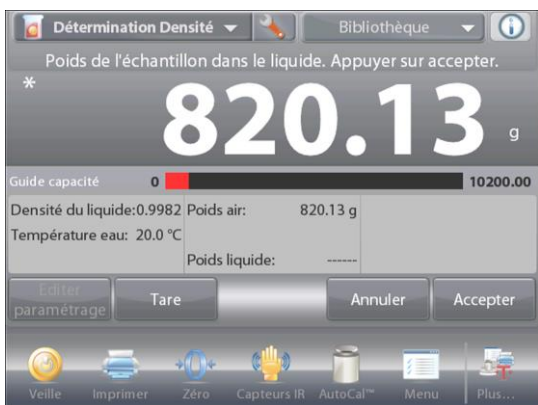 Détermination Densité Bibliothèque
Poids de l'échantillon dans le liquide. Appuyer sur accepter.
* 820.13 g
Guide capacité 0 10200.00
Densité du liquide:0.9982 Poids air: 820.13 g
Température eau: 20.0 °C
Poids liquide: ------
Editer paramétrage Tare Annuler Accepter
Veille Imprimer Zéro Capteurs IR AutoCal™ Menu Plus...